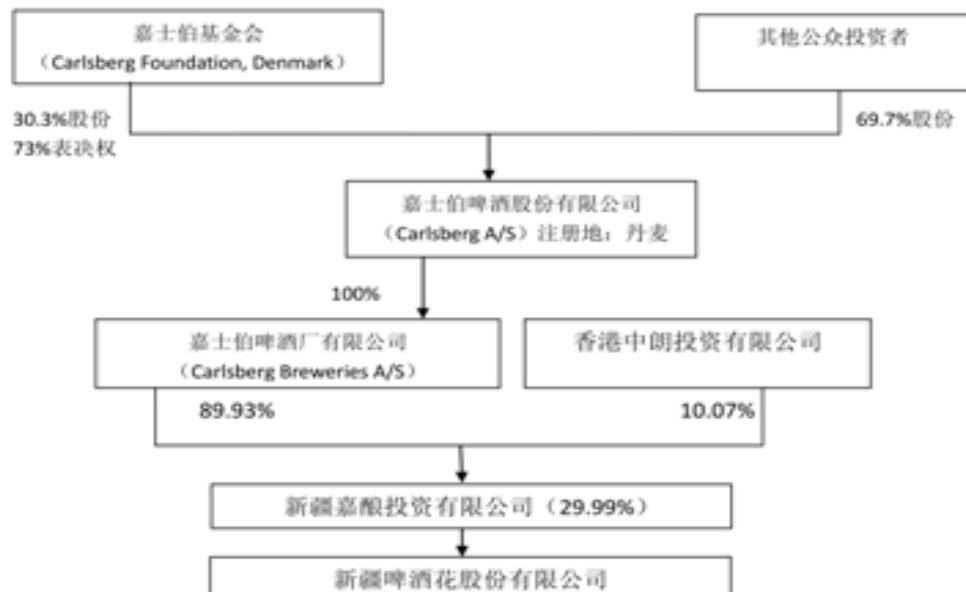 嘉士伯基金会
（Carlsberg Foundation, Denmark）
其他公众投资者
30.3%股份
73%表决权
69.7%股份
嘉士伯啤酒股份有限公司
（Carlsberg A/S）注册地：丹麦
100%
嘉士伯啤酒厂有限公司
（Carlsberg Breweries A/S）
香港中朗投资有限公司
89.93%
10.07%
新疆嘉酿投资有限公司（29.99%）
新疆啤酒花股份有限公司